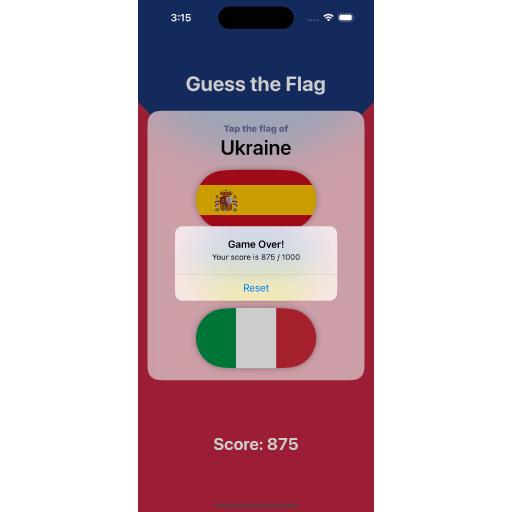 3:15
Guess the Flag
Tap the flag of
Ukraine
Game Over!
Your score is 875 / 1000
Reset
Score: 875